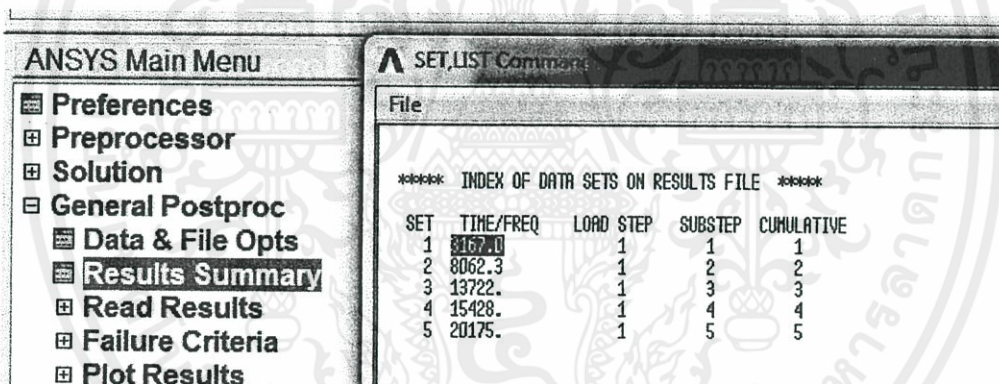 ANSYS Main Menu
Preferences
Preprocessor
Solution
General Postproc
Data & File Opts
Results Summary
Read Results
Failure Criteria
Plot Results
SET,LIST Command
File
***** INDEX OF DATA SETS ON RESULTS FILE *****
SET TIME/FREQ LOAD STEP SUBSTEP CUMULATIVE
1 3167.0 1 1 1
2 8062.3 1 2 2
3 13722. 1 3 3
4 15428. 1 4 4
5 20175. 1 5 5